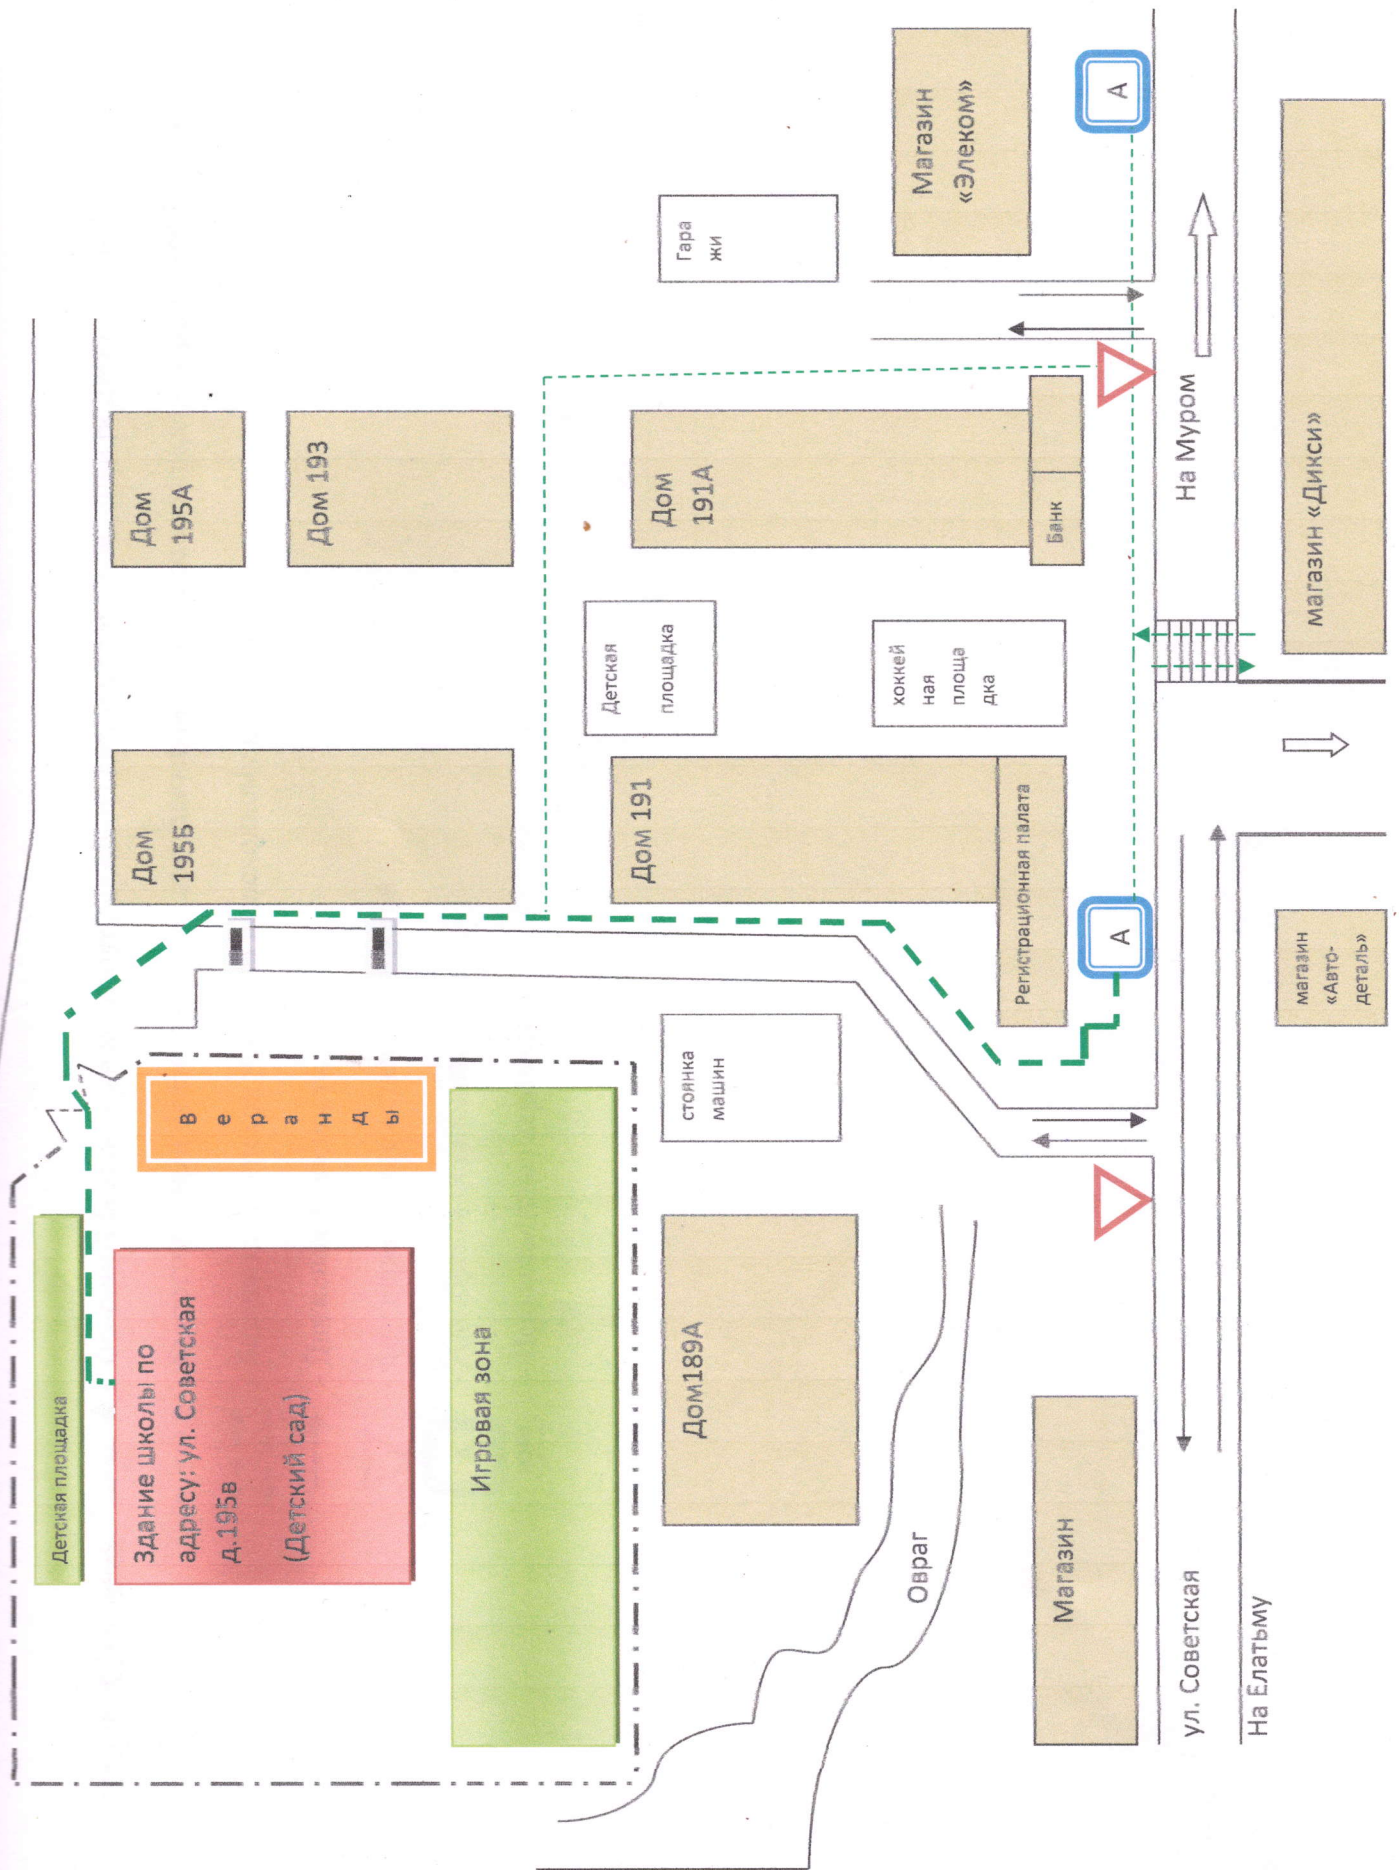 Детская площадка
Здание школы по
адресу: ул. Советская
д.195в
(Детский сад)
В
е
р
а
н
д
ы
Игровая зона
Дом
195Б
Дом
195А
Дом 193
Дом189А
стоянка
машин
Дом 191
Регистрационная палата
Детская
площадка
хоккей
ная
площа
дка
Дом
191А
Банк
Гара
жи
Магазин
«Элеком»
А
А
Овраг
Магазин
ул. Советская
На Елатьму
На Муром
магазин
«Авто-
деталь»
магазин «Дикси»